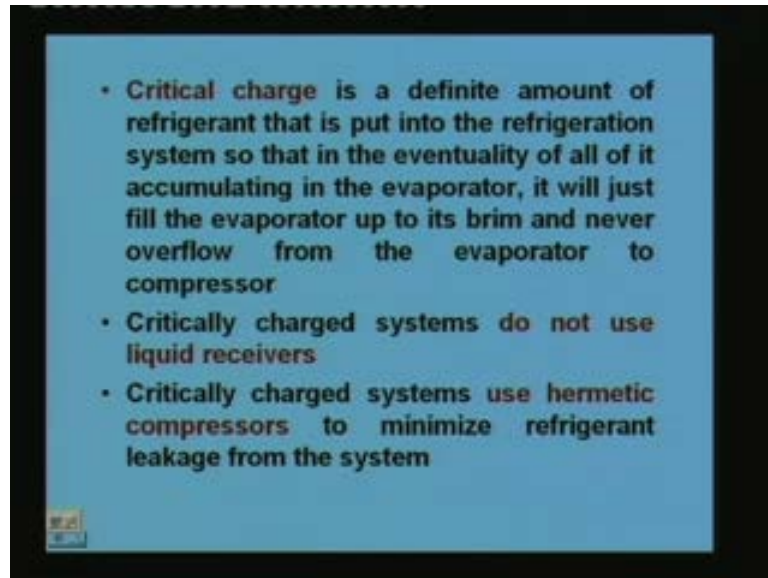 • Critical charge is a definite amount of
refrigerant that is put into the refrigeration
system so that in the eventuality of all of it
accumulating in the evaporator, it will just
fill the evaporator up to its brim and never
overflow from the evaporator to
compressor
• Critically charged systems do not use
liquid receivers
• Critically charged systems use hermetic
compressors to minimize refrigerant
leakage from the system